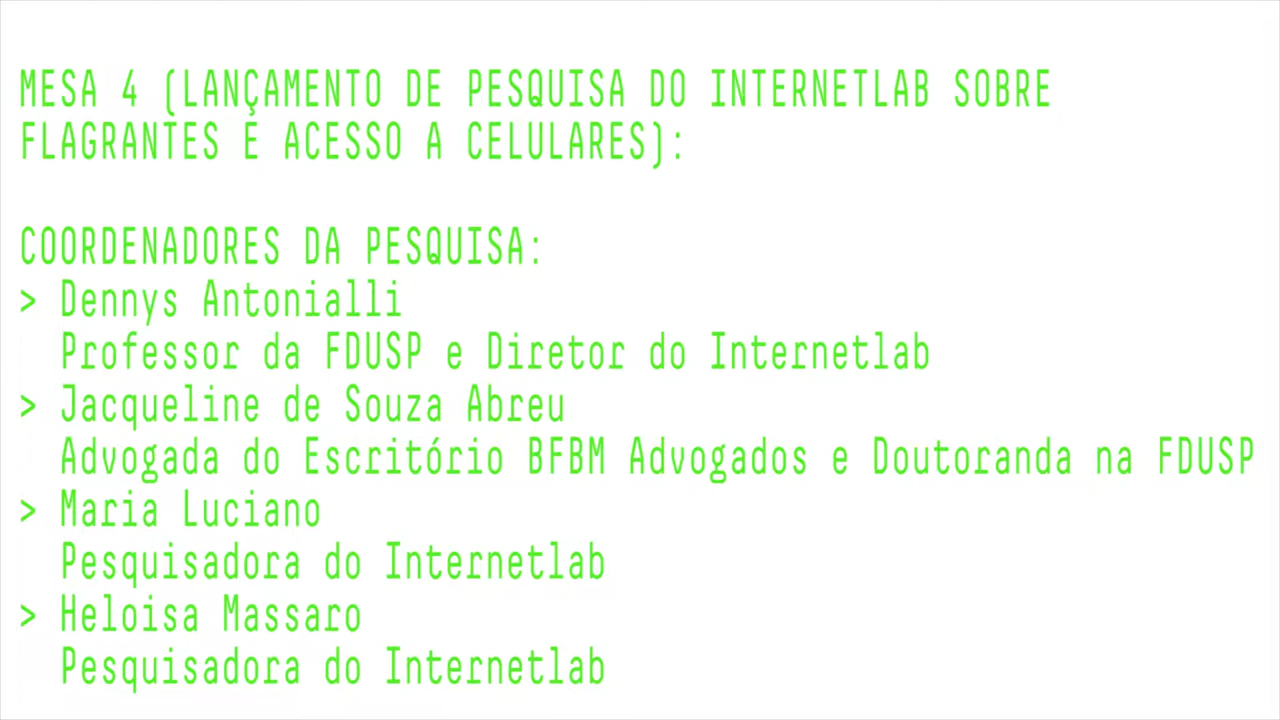 MESA 4 (LANÇAMENTO DE PESQUISA DO INTERNETLAB SOBRE
FLAGRANTES E ACESSO A CELULARES):
COORDENADORES DA PESQUISA:
> Dennys Antonialli
Professor da FDUSP e Diretor do Internetlab
> Jacqueline de Souza Abreu
Advogada do Escritório BFBM Advogados e Doutoranda na FDUSP
> Maria Luciano
Pesquisadora do Internetlab
> Heloisa Massaro
Pesquisadora do Internetlab